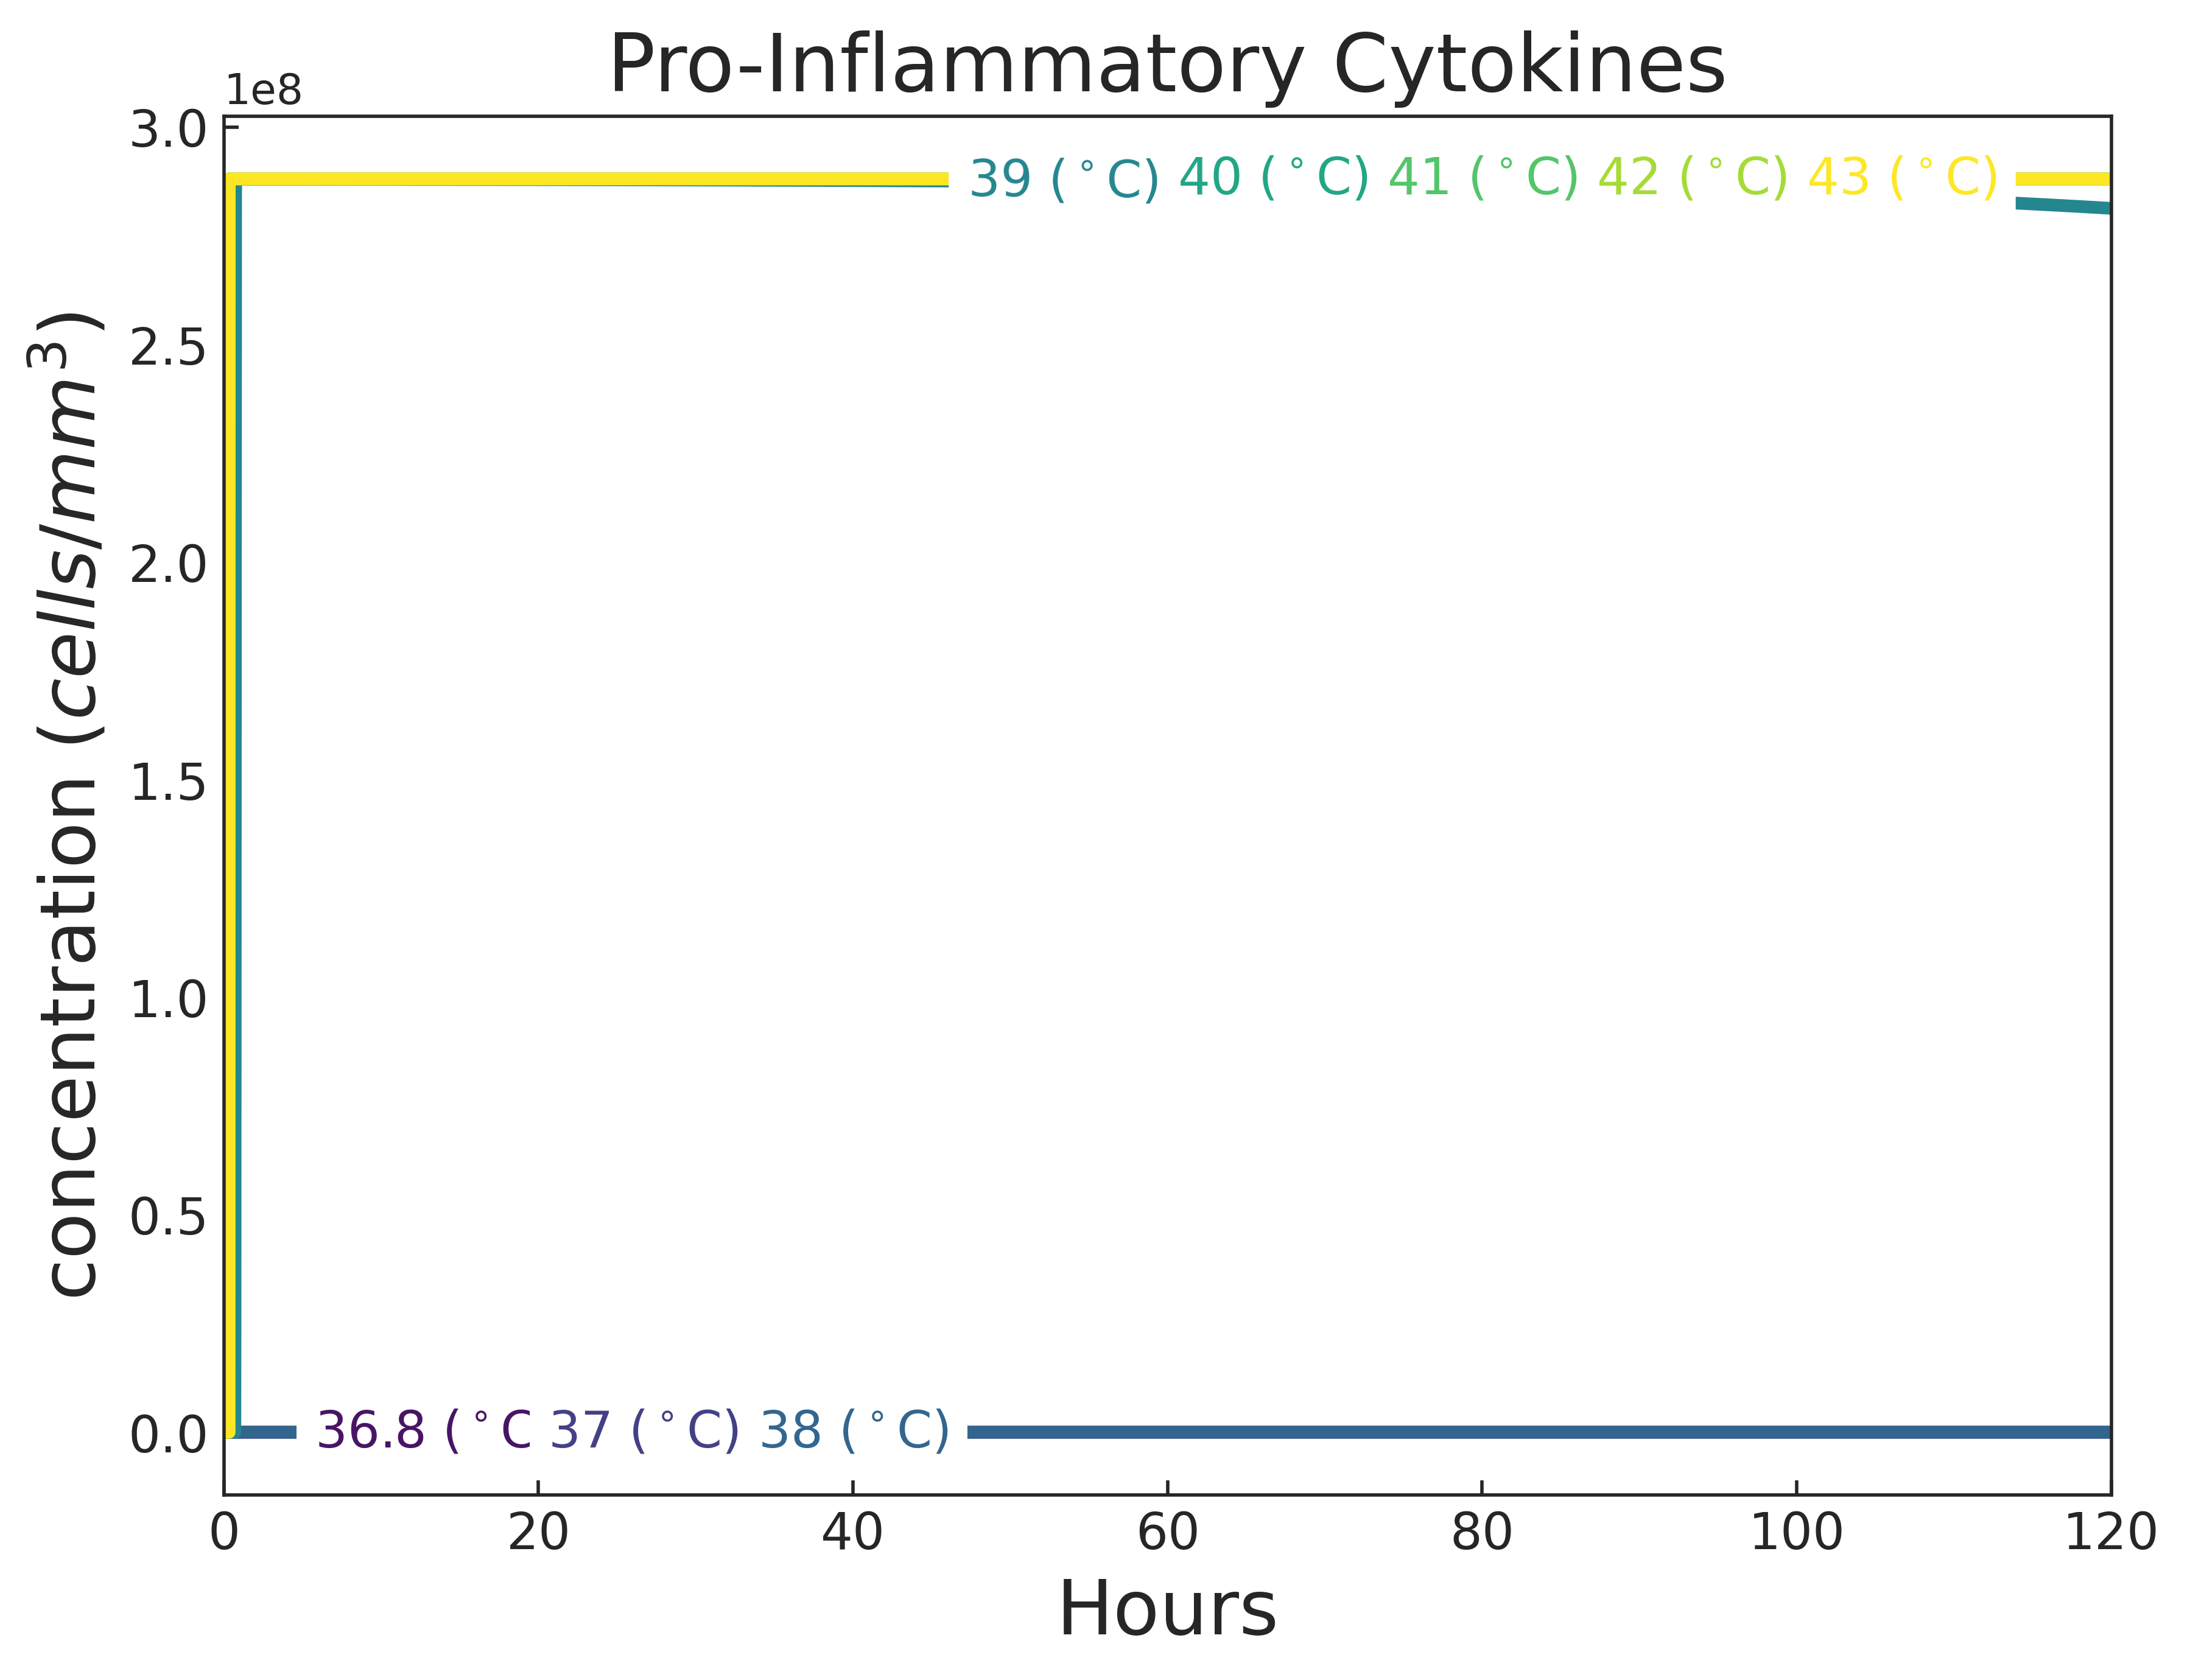 Pro-Inflammatory Cytokines
1e8
3.0
2.5
2.0
1.5
1.0
0.5
0.0
concentration (cells/mm³)
39 (°C) 40 (°C) 41 (°C) 42 (°C) 43 (°C)
36.8 (°C 37 (°C) 38 (°C)
0 20 40 60 80 100 120
Hours